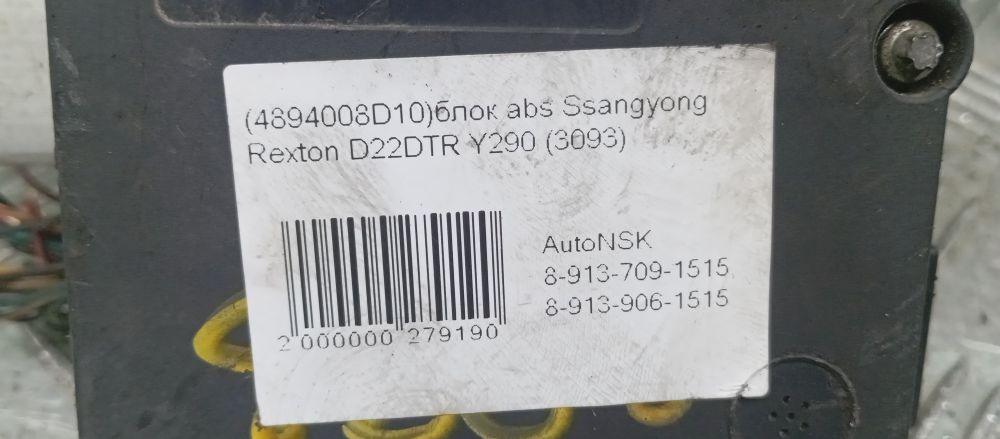 (4894008D10)блок abs Ssangyong
Rexton D22DTR Y290 (3093)
AutoNSK
8-913-709-1515
8-913-906-1515
2 000000 279190